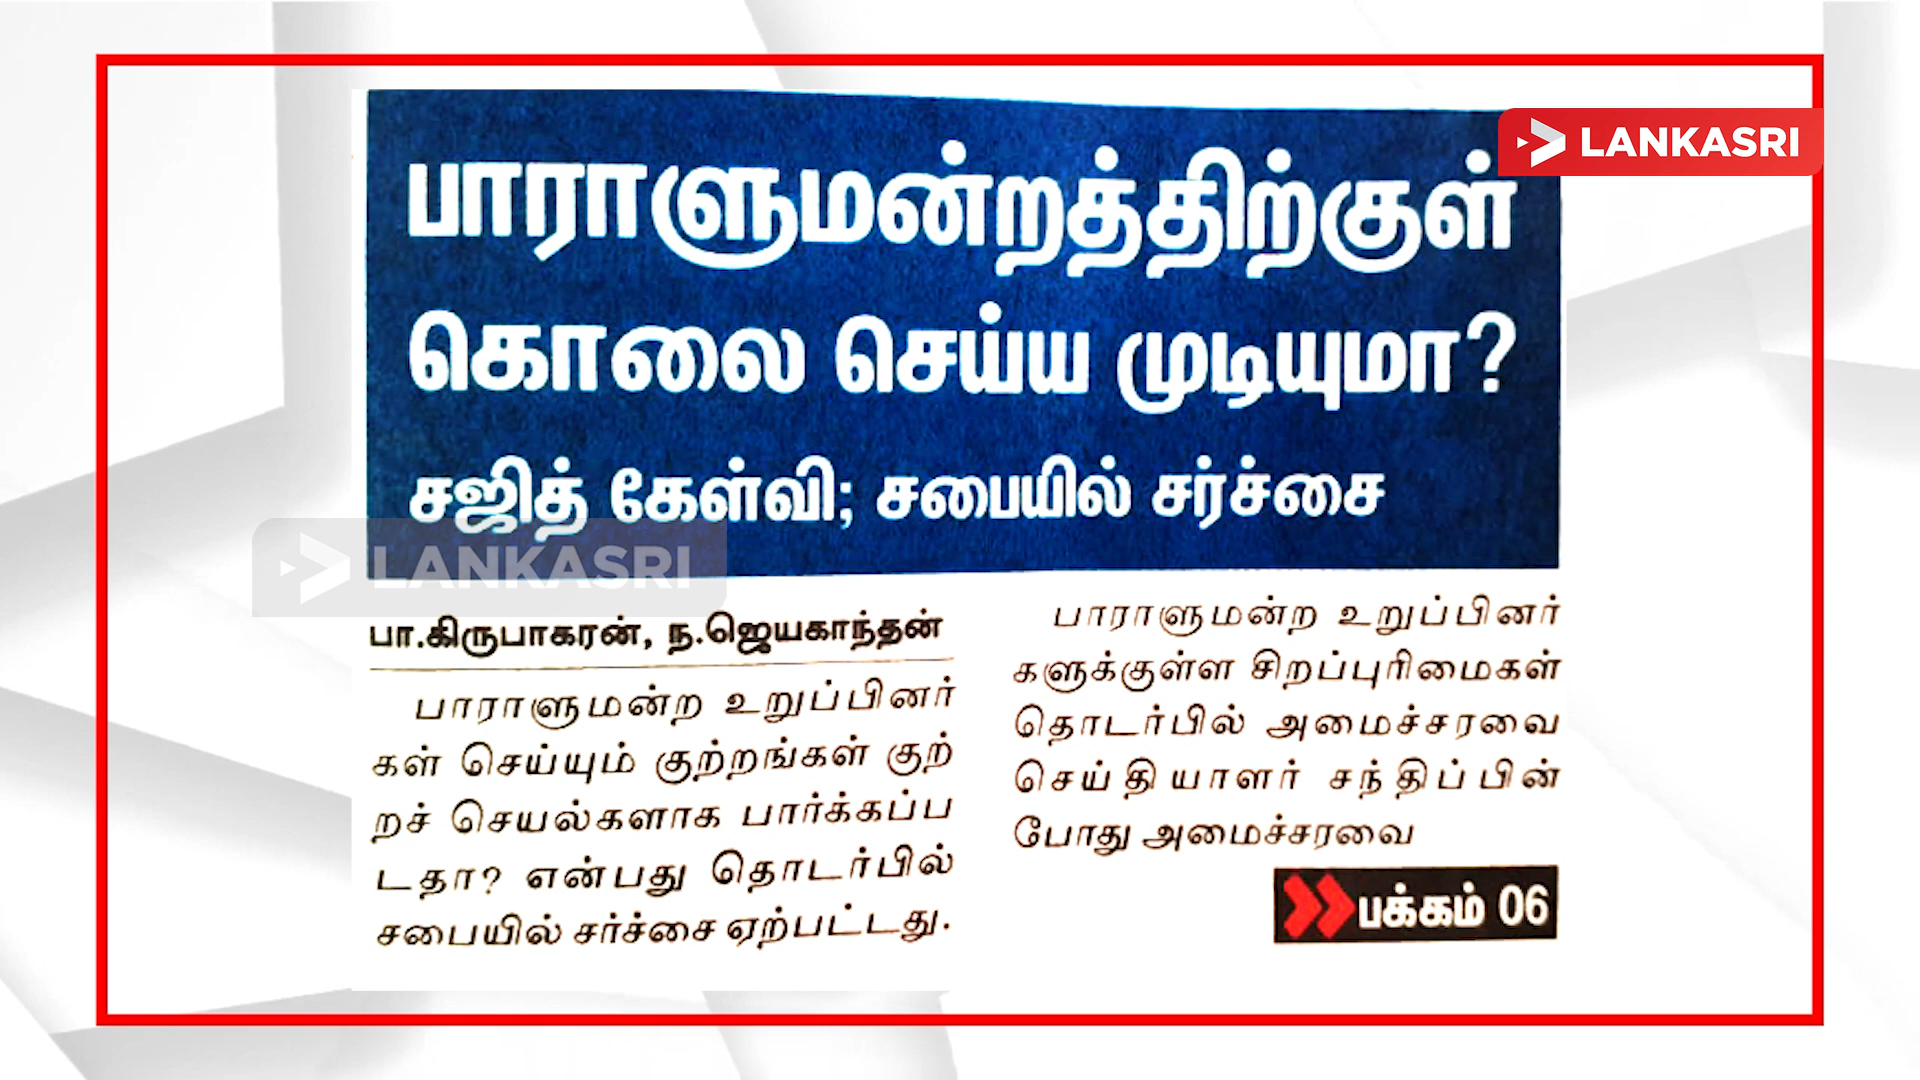 LANKASRI
பாராளுமன்றத்திற்குள்
கொலை செய்ய முடியுமா?
சஜித் கேள்வி; சபையில் சர்ச்சை
LANKASRI
பா.கிருபாகரன், ந.ஜெயகாந்தன்
பாராளுமன்ற உறுப்பினர்
கள் செய்யும் குற்றங்கள் குற்
றச் செயல்களாக பார்க்கப்ப
டதா? என்பது தொடர்பில்
சபையில் சர்ச்சை ஏற்பட்டது.
பாராளுமன்ற உறுப்பினர்
களுக்குள்ள சிறப்புரிமைகள்
தொடர்பில் அமைச்சரவை
செய்தியாளர் சந்திப்பின்
போது அமைச்சரவை
பக்கம் 06